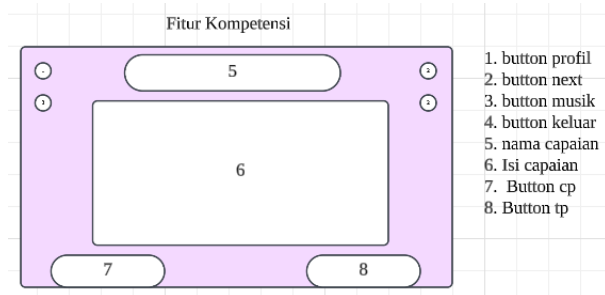 Fitur Kompetensi
5
6
7
8
1. button profil
2. button next
3. button musik
4. button keluar
5. nama capaian
6. Isi capaian
7. Button cp
8. Button tp